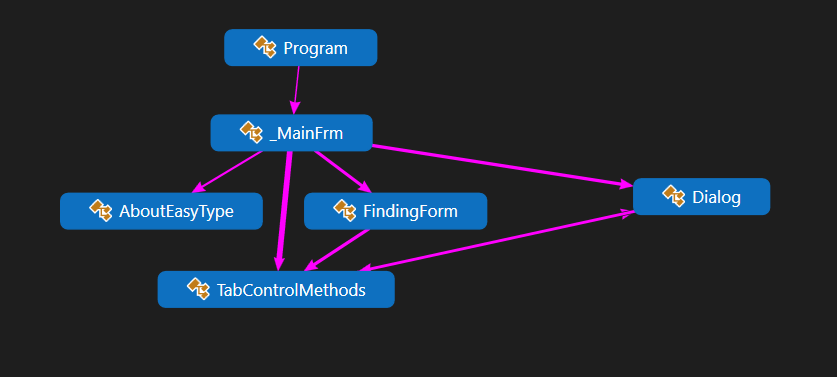 Program
_MainFrm
Dialog
AboutEasyType
FindingForm
TabControlMethods